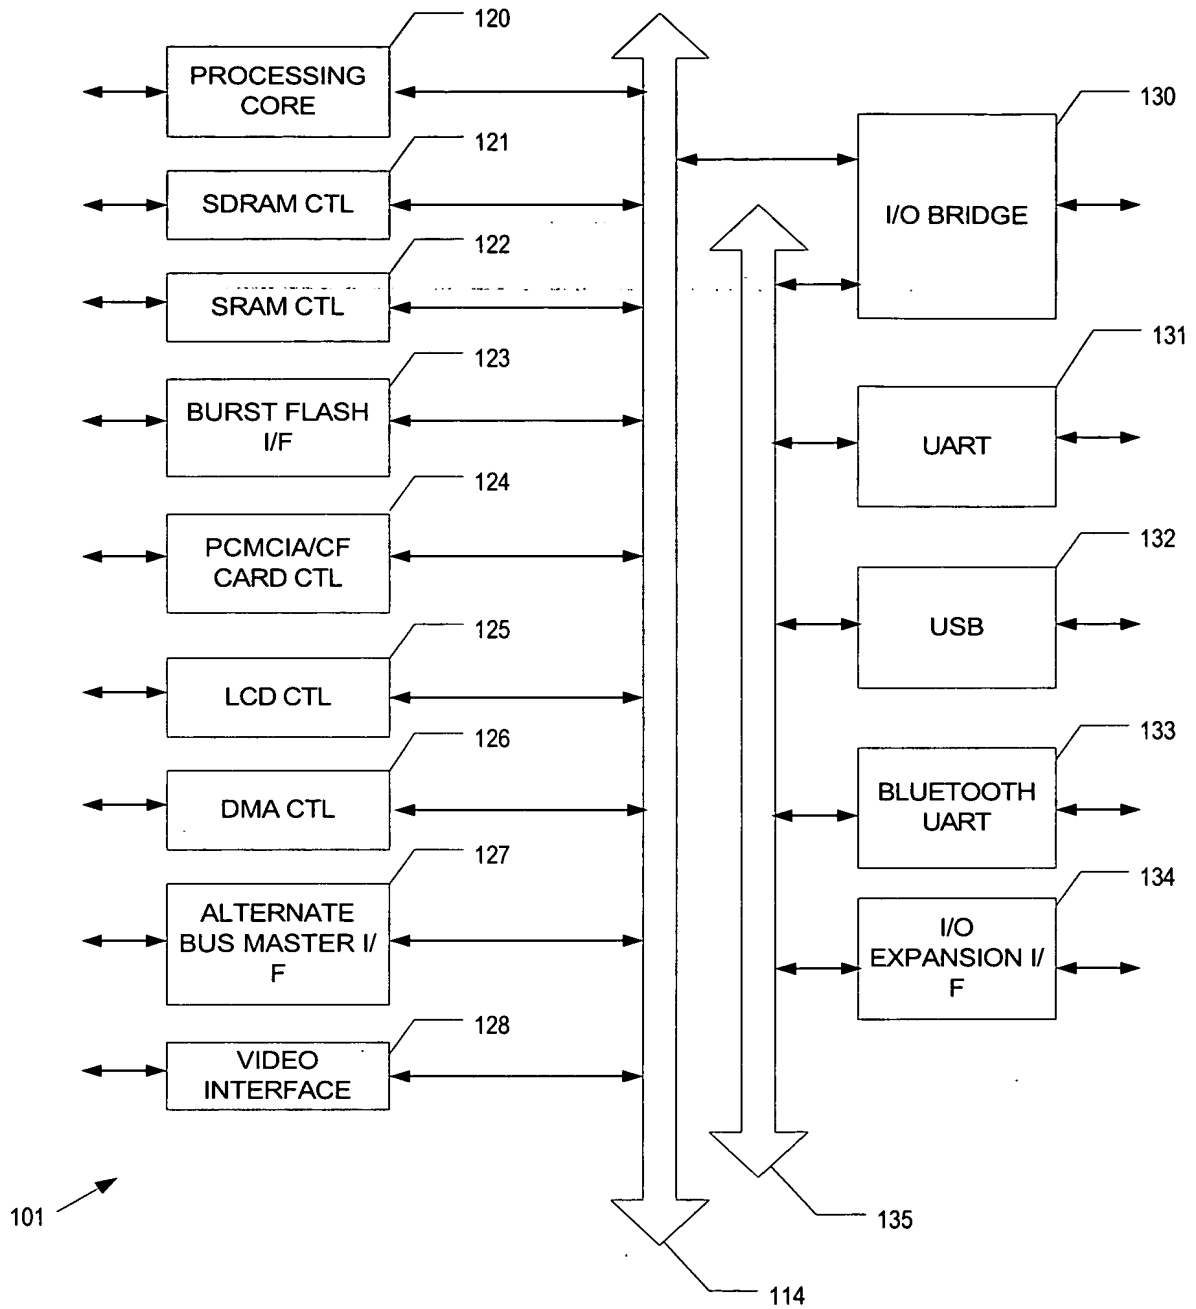 120
PROCESSING
CORE
121
SDRAM CTL
122
SRAM CTL
123
BURST FLASH
I/F
124
PCMCIA/CF
CARD CTL
125
LCD CTL
126
DMA CTL
127
ALTERNATE
BUS MASTER I/
F
128
VIDEO
INTERFACE
130
I/O BRIDGE
131
UART
132
USB
133
BLUETOOTH
UART
134
I/O
EXPANSION I/
F
101
135
114